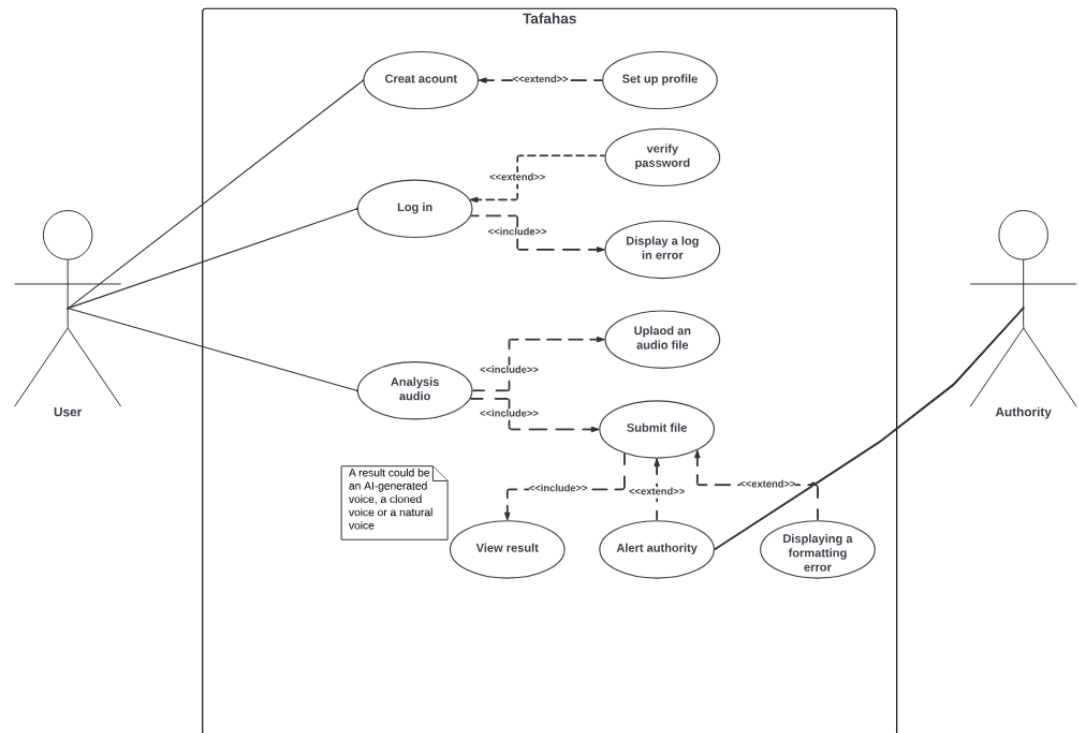 Tafahas
Creat acount
<<extend>>
Set up profile
verify
password
<<extend>>
Log in
<<include>>
Display a log
in error
Uplaod an
audio file
<<include>>
Analysis
audio
<<include>>
Submit file
User
Authority
A result could be
an AI-generated
voice, a cloned
voice or a natural
voice
<<include>>
<<extend>>
<<extend>>
View result
Alert authority
Displaying a
formatting
error